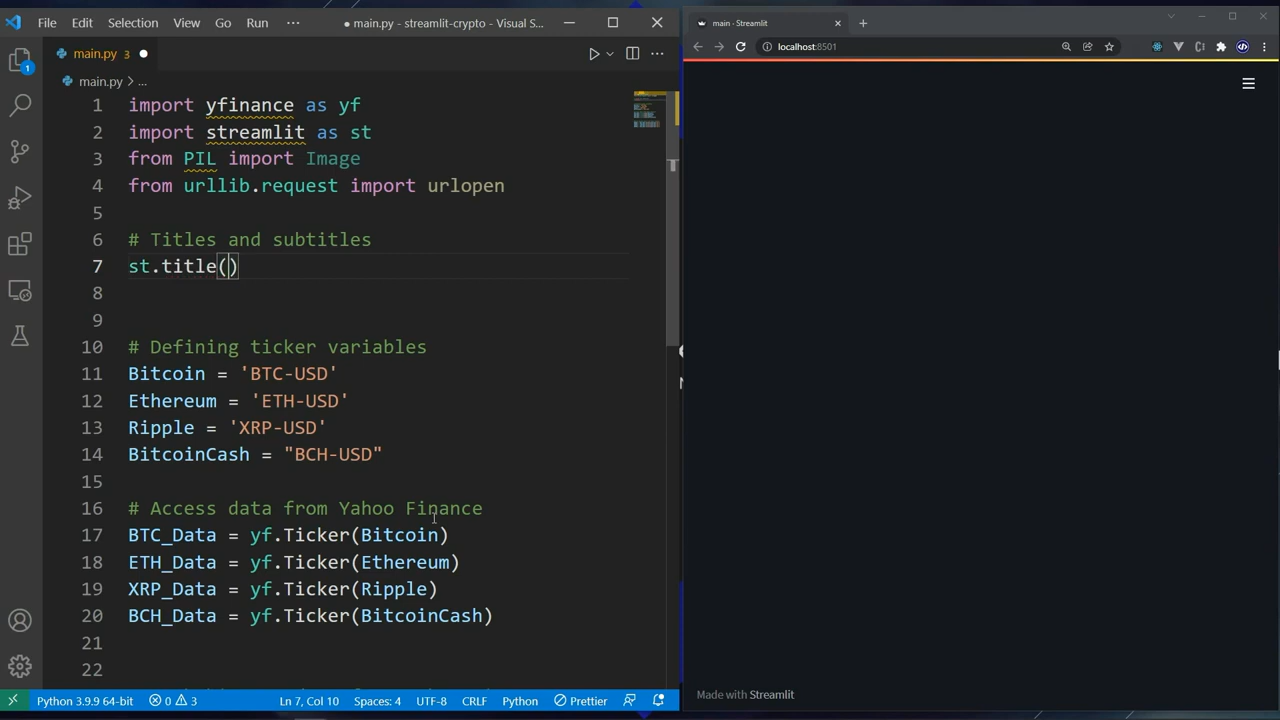 File Edit Selection View Go Run ··· ● main.py - streamlit-crypto - Visual S...
main.py 3 ●
main.py > ...
1 import yfinance as yf
2 import streamlit as st
3 from PIL import Image
4 from urllib.request import urlopen
5
6 # Titles and subtitles
7 st.title()
8
9
10 # Defining ticker variables
11 Bitcoin = 'BTC-USD'
12 Ethereum = 'ETH-USD'
13 Ripple = 'XRP-USD'
14 BitcoinCash = "BCH-USD"
15
16 # Access data from Yahoo Finance
17 BTC_Data = yf.Ticker(Bitcoin)
18 ETH_Data = yf.Ticker(Ethereum)
19 XRP_Data = yf.Ticker(Ripple)
20 BCH_Data = yf.Ticker(BitcoinCash)
21
22
1
Python 3.9.9 64-bit 0 3 Ln 7, Col 10 Spaces: 4 UTF-8 CRLF Python Prettier
main · Streamlit
localhost:8501
Made with Streamlit